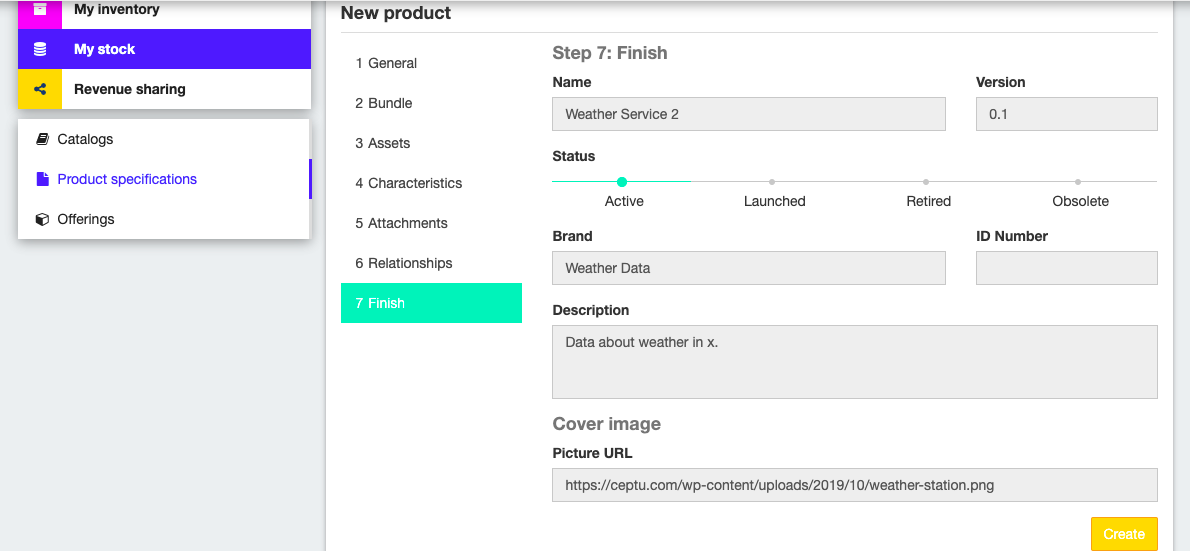 My inventory
My stock
Revenue sharing
Catalogs
Product specifications
Offerings
New product
1 General
2 Bundle
3 Assets
4 Characteristics
5 Attachments
6 Relationships
7 Finish
Step 7: Finish
Name
Version
Weather Service 2
0.1
Status
Active
Launched
Retired
Obsolete
Brand
ID Number
Weather Data
Description
Data about weather in x.
Cover image
Picture URL
https://ceptu.com/wp-content/uploads/2019/10/weather-station.png
Create